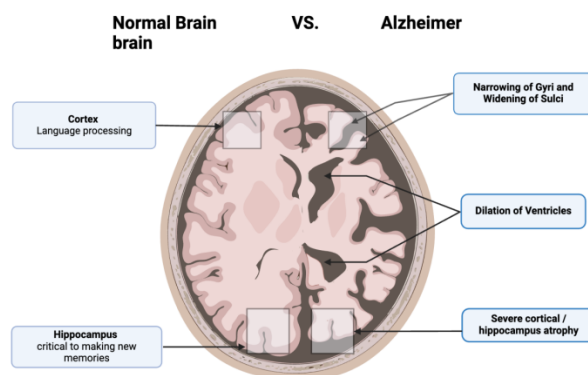 Normal Brain VS. Alzheimer
brain
Cortex
Language processing
Narrowing of Gyri and
Widening of Sulci
Dilation of Ventricles
Hippocampus
critical to making new
memories
Severe cortical /
hippocampus atrophy